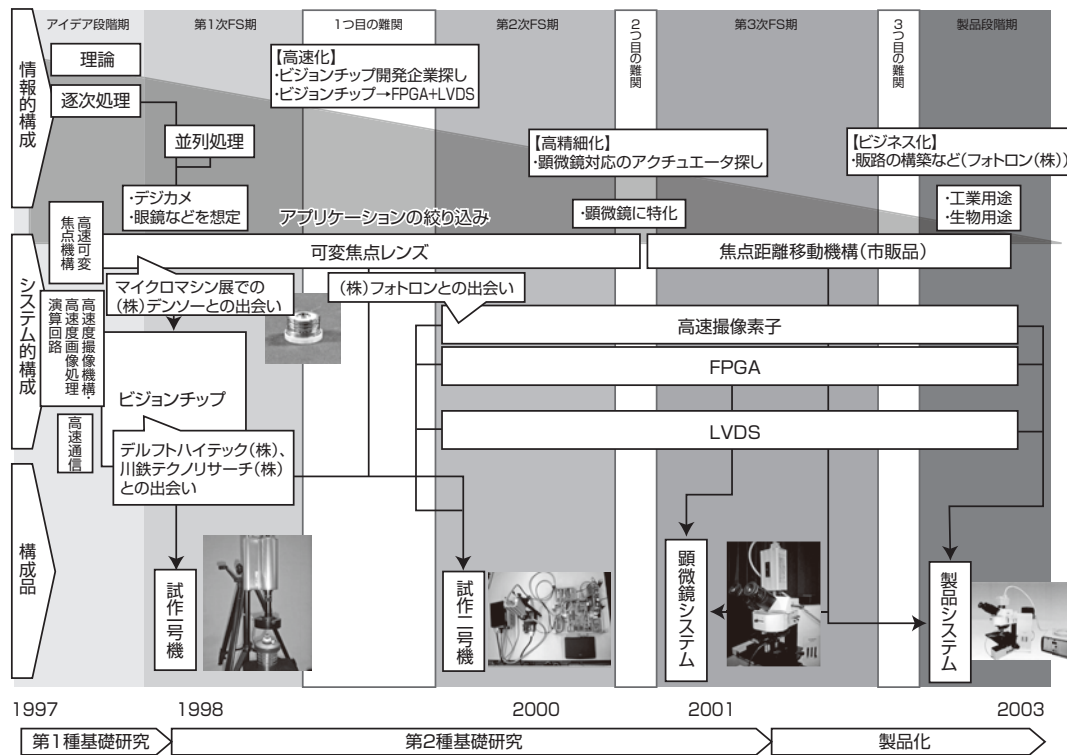 アイデア段階期
第1次FS期
1つ目の難関
第2次FS期
2つ目の難関
第3次FS期
3つ目の難関
製品段階期
情報的構成
理論
逐次処理
並列処理
・デジカメ
・眼鏡などを想定
【高速化】
・ビジョンチップ開発企業探し
・ビジョンチップ→FPGA+LVDS
【高精細化】
・顕微鏡対応のアクチュエータ探し
【ビジネス化】
・販路の構築など(フォトロン(株))
アプリケーションの絞り込み
・顕微鏡に特化
・工業用途
・生物用途
システム的構成
高速可変
焦点機構
可変焦点レンズ
焦点距離移動機構(市販品)
マイクロマシン展での
(株)デンソーとの出会い
(株)フォトロンとの出会い
高速度撮像機構・
高速度画像処理
演算回路
高速撮像素子
FPGA
ビジョンチップ
高速通信
LVDS
デルフトハイテック(株)、
川鉄テクノリサーチ(株)
との出会い
構成品
試作一号機
試作二号機
顕微鏡システム
製品システム
1997
1998
2000
2001
2003
第1種基礎研究
第2種基礎研究
製品化